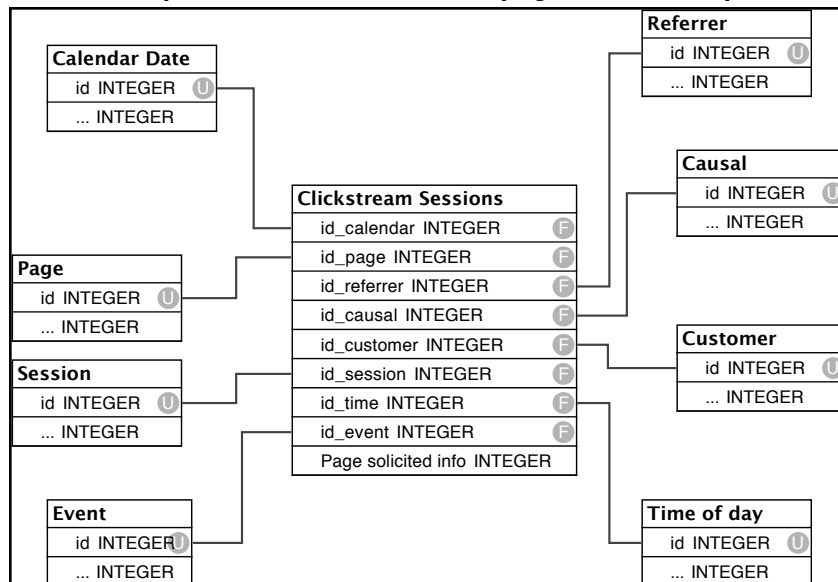 Referrer
id INTEGER U
... INTEGER
Calendar Date
id INTEGER U
... INTEGER
Causal
id INTEGER U
... INTEGER
Clickstream Sessions
id_calendar INTEGER F
id_page INTEGER F
id_referrer INTEGER F
id_causal INTEGER F
id_customer INTEGER F
id_session INTEGER F
id_time INTEGER F
id_event INTEGER F
Page solicited info INTEGER
Page
id INTEGER U
... INTEGER
Customer
id INTEGER U
... INTEGER
Session
id INTEGER U
... INTEGER
Event
id INTEGER U
... INTEGER
Time of day
id INTEGER U
... INTEGER